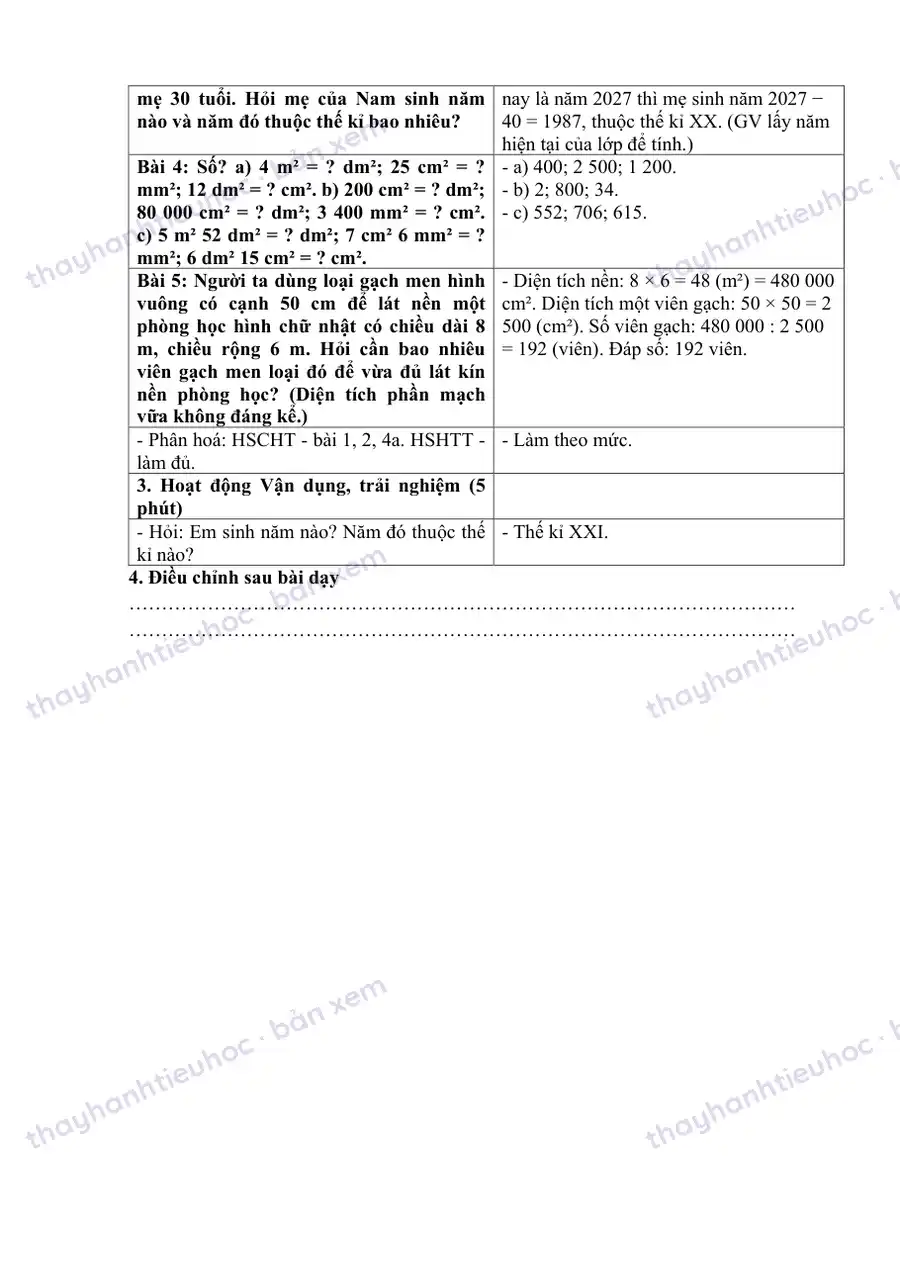 mẹ 30 tuổi. Hỏi mẹ của Nam sinh năm
nào và năm đó thuộc thế kỉ bao nhiêu?
nay là năm 2027 thì mẹ sinh năm 2027 −
40 = 1987, thuộc thế kỉ XX. (GV lấy năm
hiện tại của lớp để tính.)
Bài 4: Số? a) 4 m² = ? dm²; 25 cm² = ?
mm²; 12 dm² = ? cm². b) 200 cm² = ? dm²;
80 000 cm² = ? dm²; 3 400 mm² = ? cm².
c) 5 m² 52 dm² = ? dm²; 7 cm² 6 mm² = ?
mm²; 6 dm² 15 cm² = ? cm².
- a) 400; 2 500; 1 200.
- b) 2; 800; 34.
- c) 552; 706; 615.
Bài 5: Người ta dùng loại gạch men hình
vuông có cạnh 50 cm để lát nền một
phòng học hình chữ nhật có chiều dài 8
m, chiều rộng 6 m. Hỏi cần bao nhiêu
viên gạch men loại đó để vừa đủ lát kín
nền phòng học? (Diện tích phần mạch
vữa không đáng kể.)
- Diện tích nền: 8 × 6 = 48 (m²) = 480 000
cm². Diện tích một viên gạch: 50 × 50 = 2
500 (cm²). Số viên gạch: 480 000 : 2 500
= 192 (viên). Đáp số: 192 viên.
- Phân hoá: HSCHT - bài 1, 2, 4a. HSHTT -
làm đủ.
- Làm theo mức.
3. Hoạt động Vận dụng, trải nghiệm (5
phút)
- Hỏi: Em sinh năm nào? Năm đó thuộc thế
kỉ nào?
- Thế kỉ XXI.
4. Điều chỉnh sau bài dạy
……………………………………………………………………………………………
……………………………………………………………………………………………
thayhanhtieuhoc · bản xem
thayhanhtieuhoc · b
thayhanhtieuhoc · bản xem
thayhanhtieuhoc · b
thayhanhtieuhoc · bản xem
thayhanhtieuhoc · b